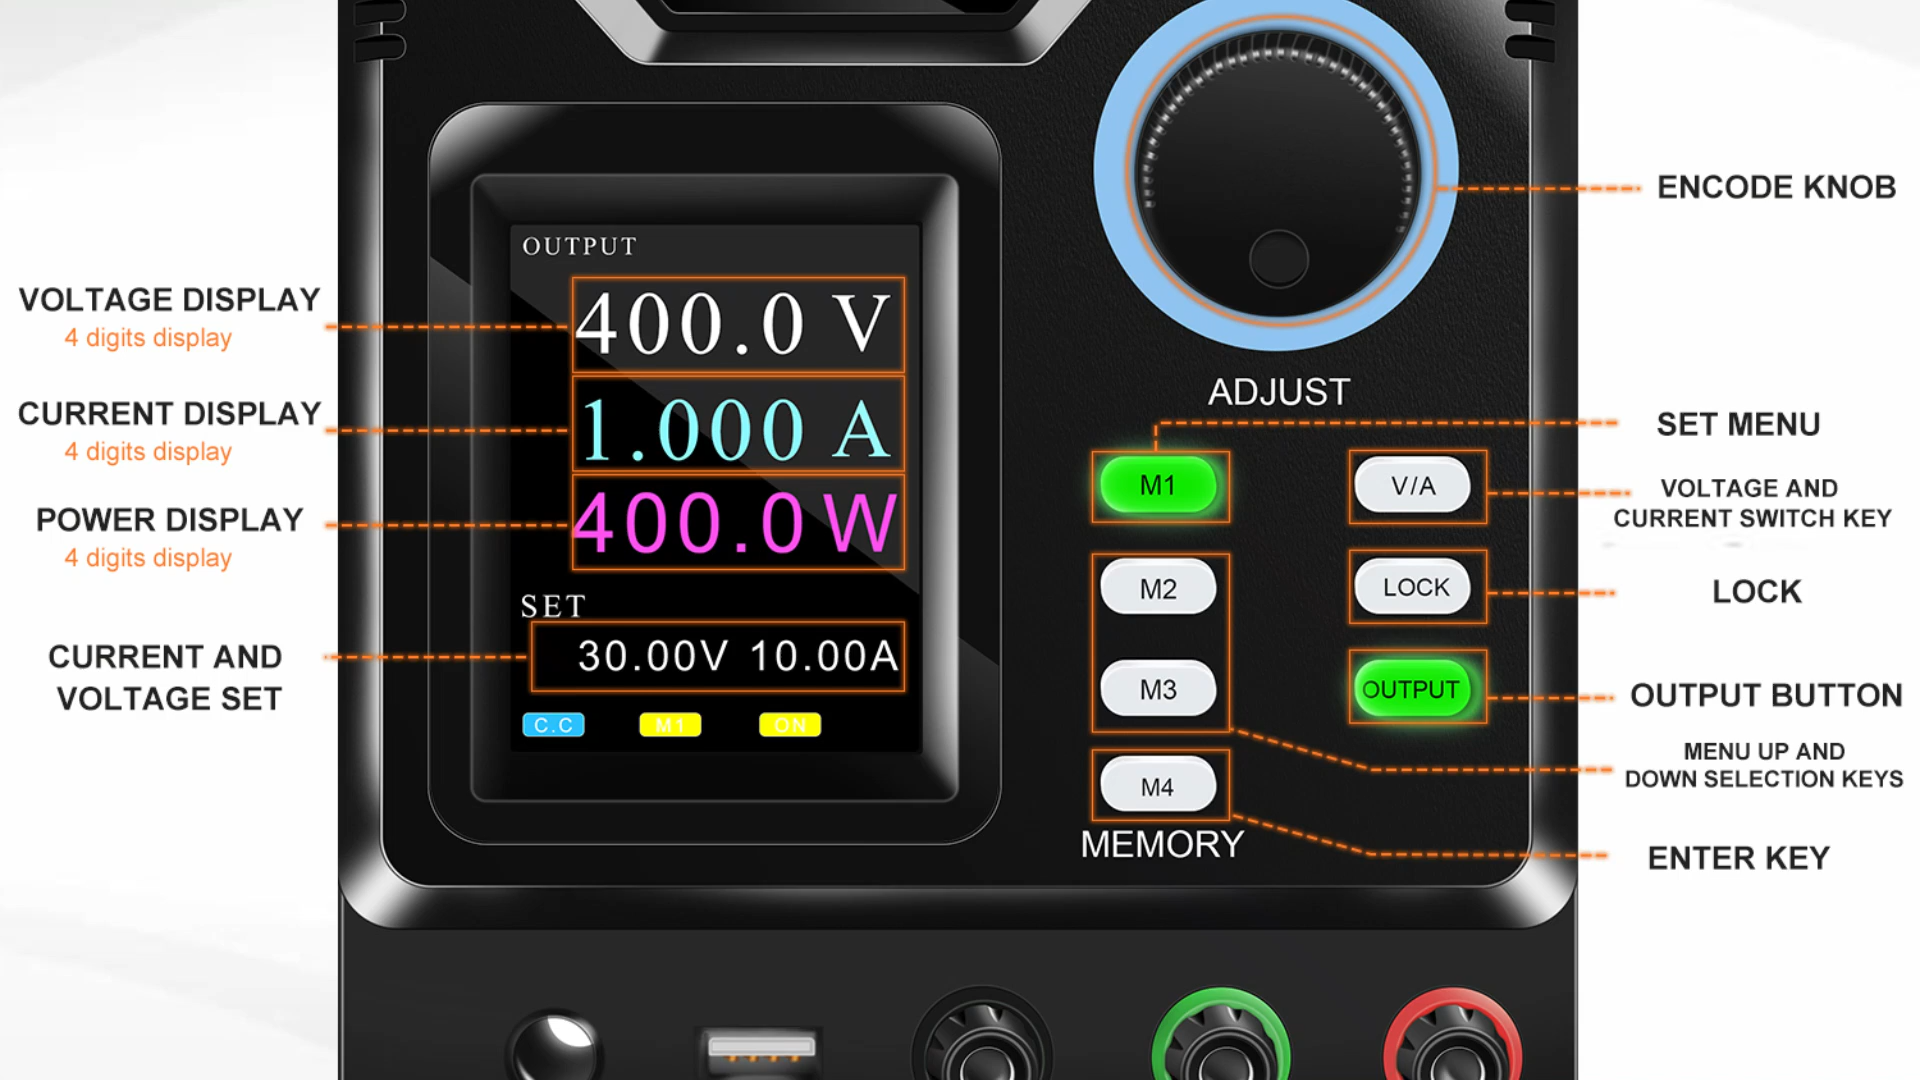 VOLTAGE DISPLAY
4 digits display
CURRENT DISPLAY
4 digits display
POWER DISPLAY
4 digits display
CURRENT AND
VOLTAGE SET
OUTPUT
400.0 V
1.000 A
400.0 W
SET
30.00V 10.00A
C.C M1 ON
ADJUST
M1
M2
M3
M4
MEMORY
V/A
LOCK
OUTPUT
ENCODE KNOB
SET MENU
VOLTAGE AND
CURRENT SWITCH KEY
LOCK
OUTPUT BUTTON
MENU UP AND
DOWN SELECTION KEYS
ENTER KEY